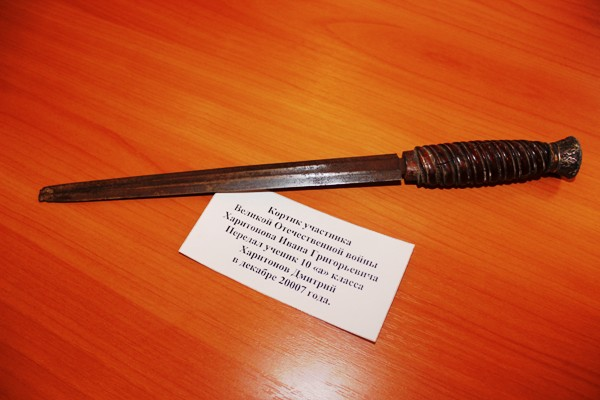 Кортик участника
Великой Отечественной войны
Харитонова Ивана Григорьевича
Передал ученик 10 «а» класса
Харитонов Дмитрий
в декабре 20007 года.